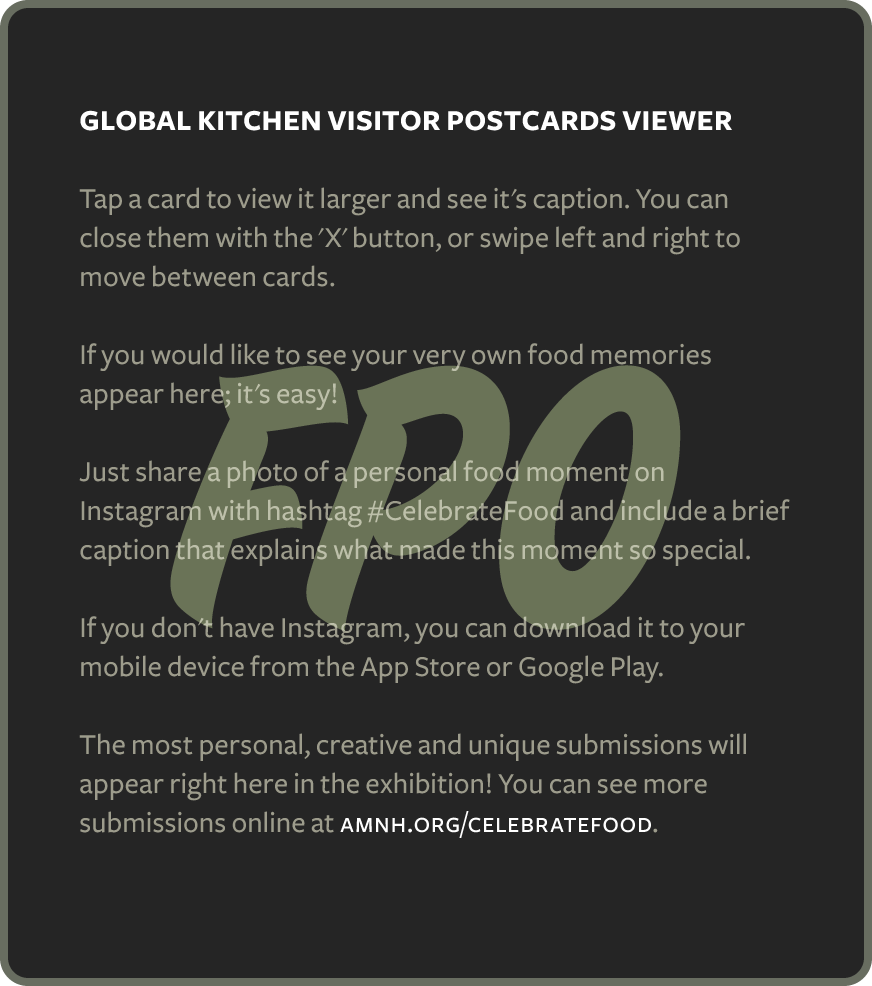 GLOBAL KITCHEN VISITOR POSTCARDS VIEWER
Tap a card to view it larger and see it's caption. You can
close them with the 'X' button, or swipe left and right to
move between cards.
If you would like to see your very own food memories
appear here; it's easy!
Just share a photo of a personal food moment on
Instagram with hashtag #CelebrateFood and include a brief
caption that explains what made this moment so special.
If you don't have Instagram, you can download it to your
mobile device from the App Store or Google Play.
The most personal, creative and unique submissions will
appear right here in the exhibition! You can see more
submissions online at AMNH.ORG/CELEBRATEFOOD.
FPO